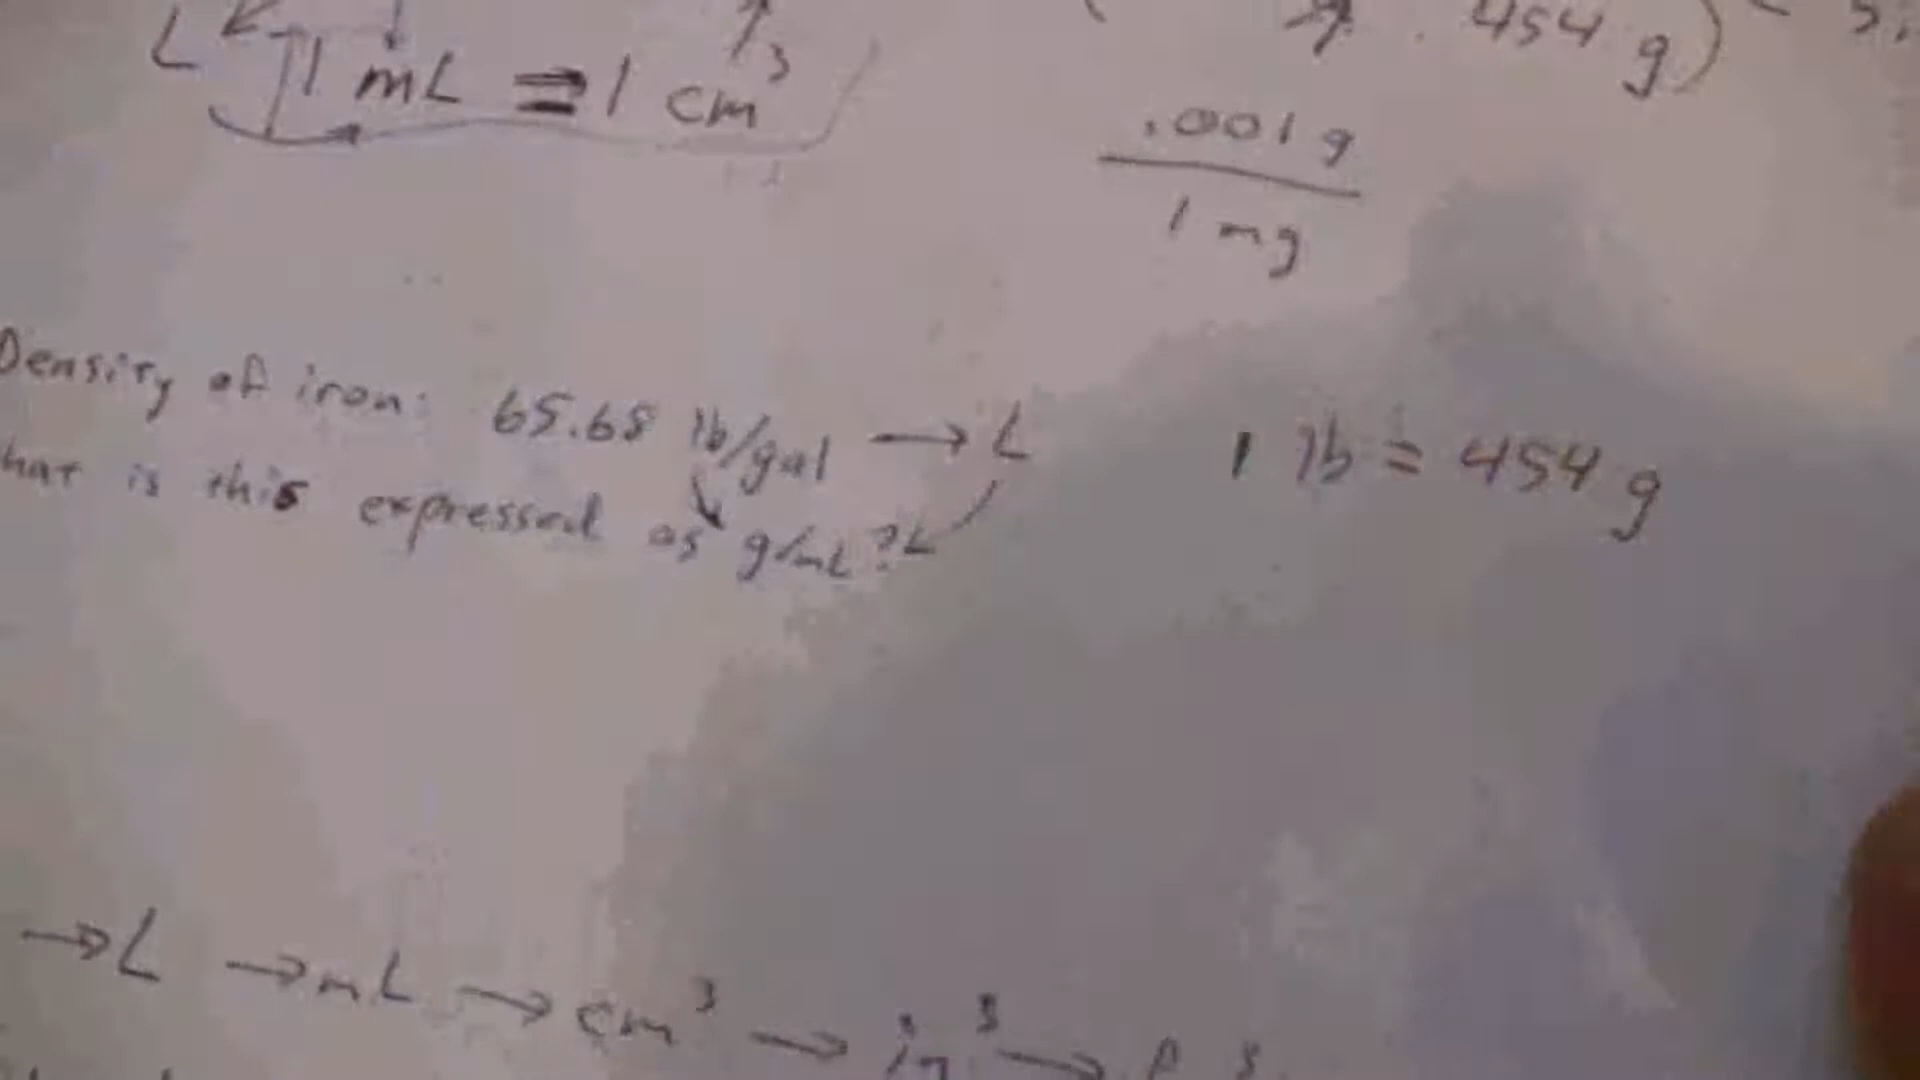 L 1 mL = 1 cm³
.454 g)
.001 g
1 mg
Density of iron: 65.68 lb/gal → L
1 lb = 454 g
hat is this expressed as g/mL?
→ L → mL → cm³ → in³ →